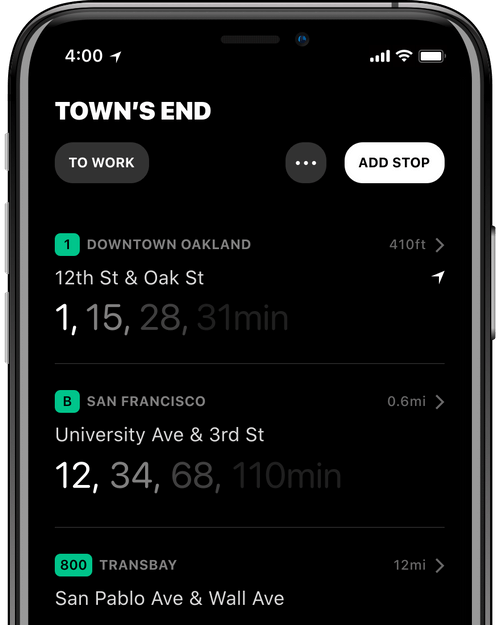 4:00
TOWN'S END
TO WORK ADD STOP
1 DOWNTOWN OAKLAND 410ft
12th St & Oak St
1, 15, 28, 31min
B SAN FRANCISCO 0.6mi
University Ave & 3rd St
12, 34, 68, 110min
800 TRANSBAY 12mi
San Pablo Ave & Wall Ave